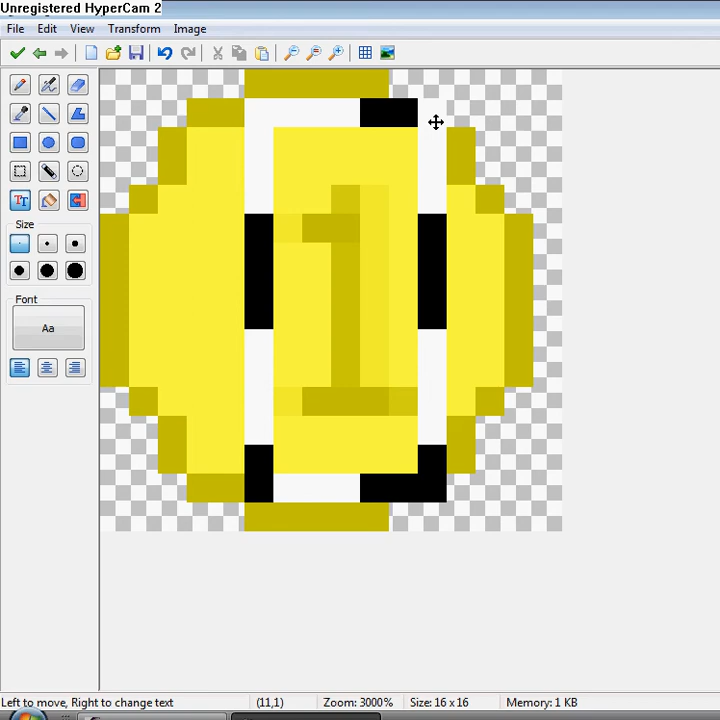 Unregistered HyperCam 2
File Edit View Transform Image
Size
Font
Aa
1
Left to move, Right to change text (11,1) Zoom: 3000% Size: 16 x 16 Memory: 1 KB